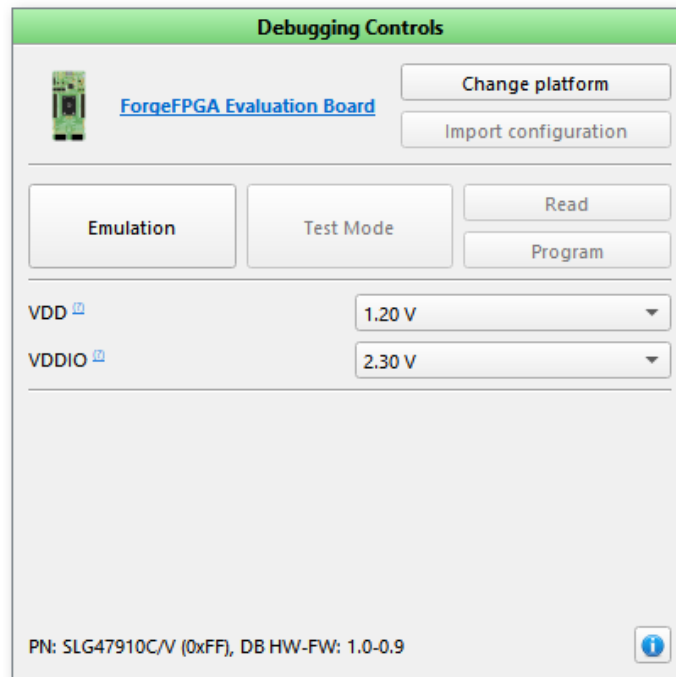 Debugging Controls
ForgeFPGA Evaluation Board
Change platform
Import configuration
Emulation
Test Mode
Read
Program
VDD (?)
1.20 V
VDDIO (?)
2.30 V
PN: SLG47910C/V (0xFF), DB HW-FW: 1.0-0.9